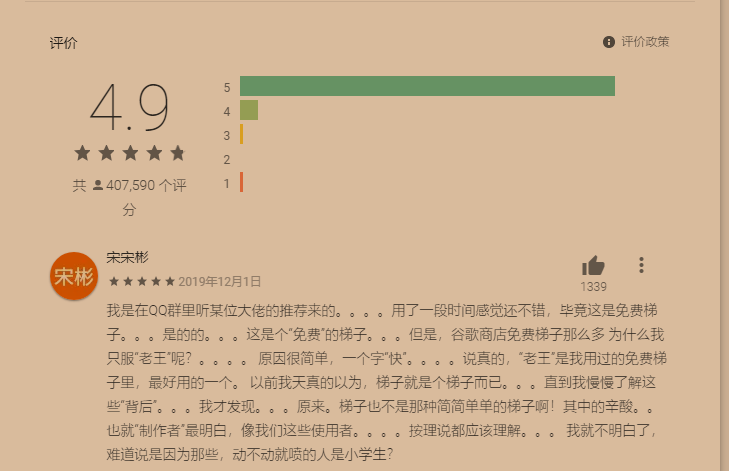 评价
评价政策
4.9
5
4
3
2
1
共 407,590 个评
分
宋彬
宋宋彬
2019年12月1日
1339
我是在QQ群里听某位大佬的推荐来的。。。。用了一段时间感觉还不错，毕竟这是免费梯
子。。。是的的。。。这是个“免费”的梯子。。。但是，谷歌商店免费梯子那么多 为什么我
只服“老王”呢？。。。。 原因很简单，一个字“快”。。。。说真的，“老王”是我用过的免费梯
子里，最好用的一个。 以前我天真的以为，梯子就是个梯子而已。。。直到我慢慢了解这
些“背后”。。。我才发现。。。原来。梯子也不是那种简简单单的梯子啊！其中的辛酸。。
也就“制作者”最明白，像我们这些使用者。。。。按理说都应该理解。。。 我就不明白了，
难道说是因为那些，动不动就喷的人是小学生？